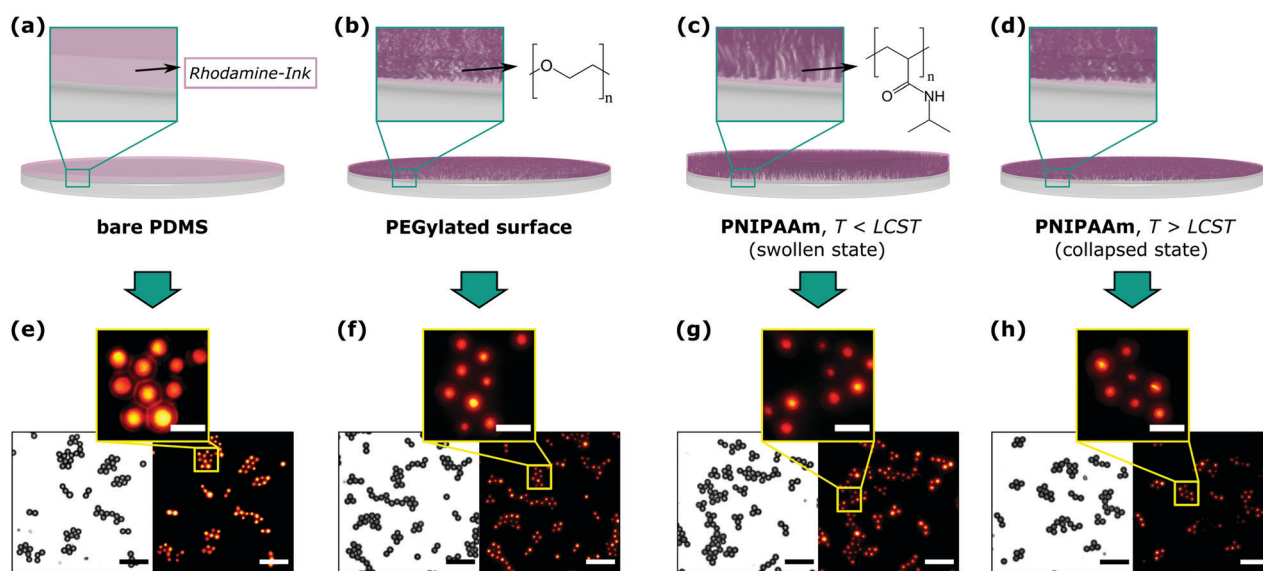 (a)
Rhodamine-Ink
bare PDMS
(b)
O
n
PEGylated surface
(c)
n
O
NH
PNIPAAm, T < LCST
(swollen state)
(d)
PNIPAAm, T > LCST
(collapsed state)
(e)
(f)
(g)
(h)